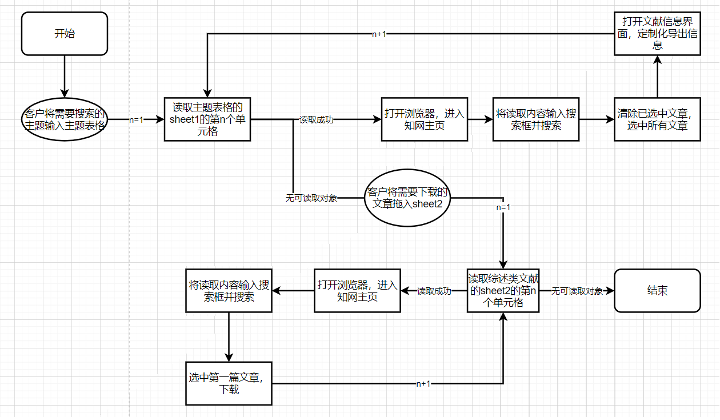 开始
客户将需要搜索的
主题输入主题表格
n=1
读取主题表格的
sheet1的第n个单
元格
读取成功
打开浏览器，进入
知网主页
将读取内容输入搜
索框并搜索
清除已选中文章，
选中所有文章
打开文献信息界
面，定制化导出信
息
n+1
无可读取对象
客户将需要下载的
文章拖入sheet2
n=1
读取综述类文献
的sheet2的第n
个单元格
无可读取对象
结束
读取成功
打开浏览器，进入
知网主页
将读取内容输入搜
索框并搜索
选中第一篇文章，
下载
n+1